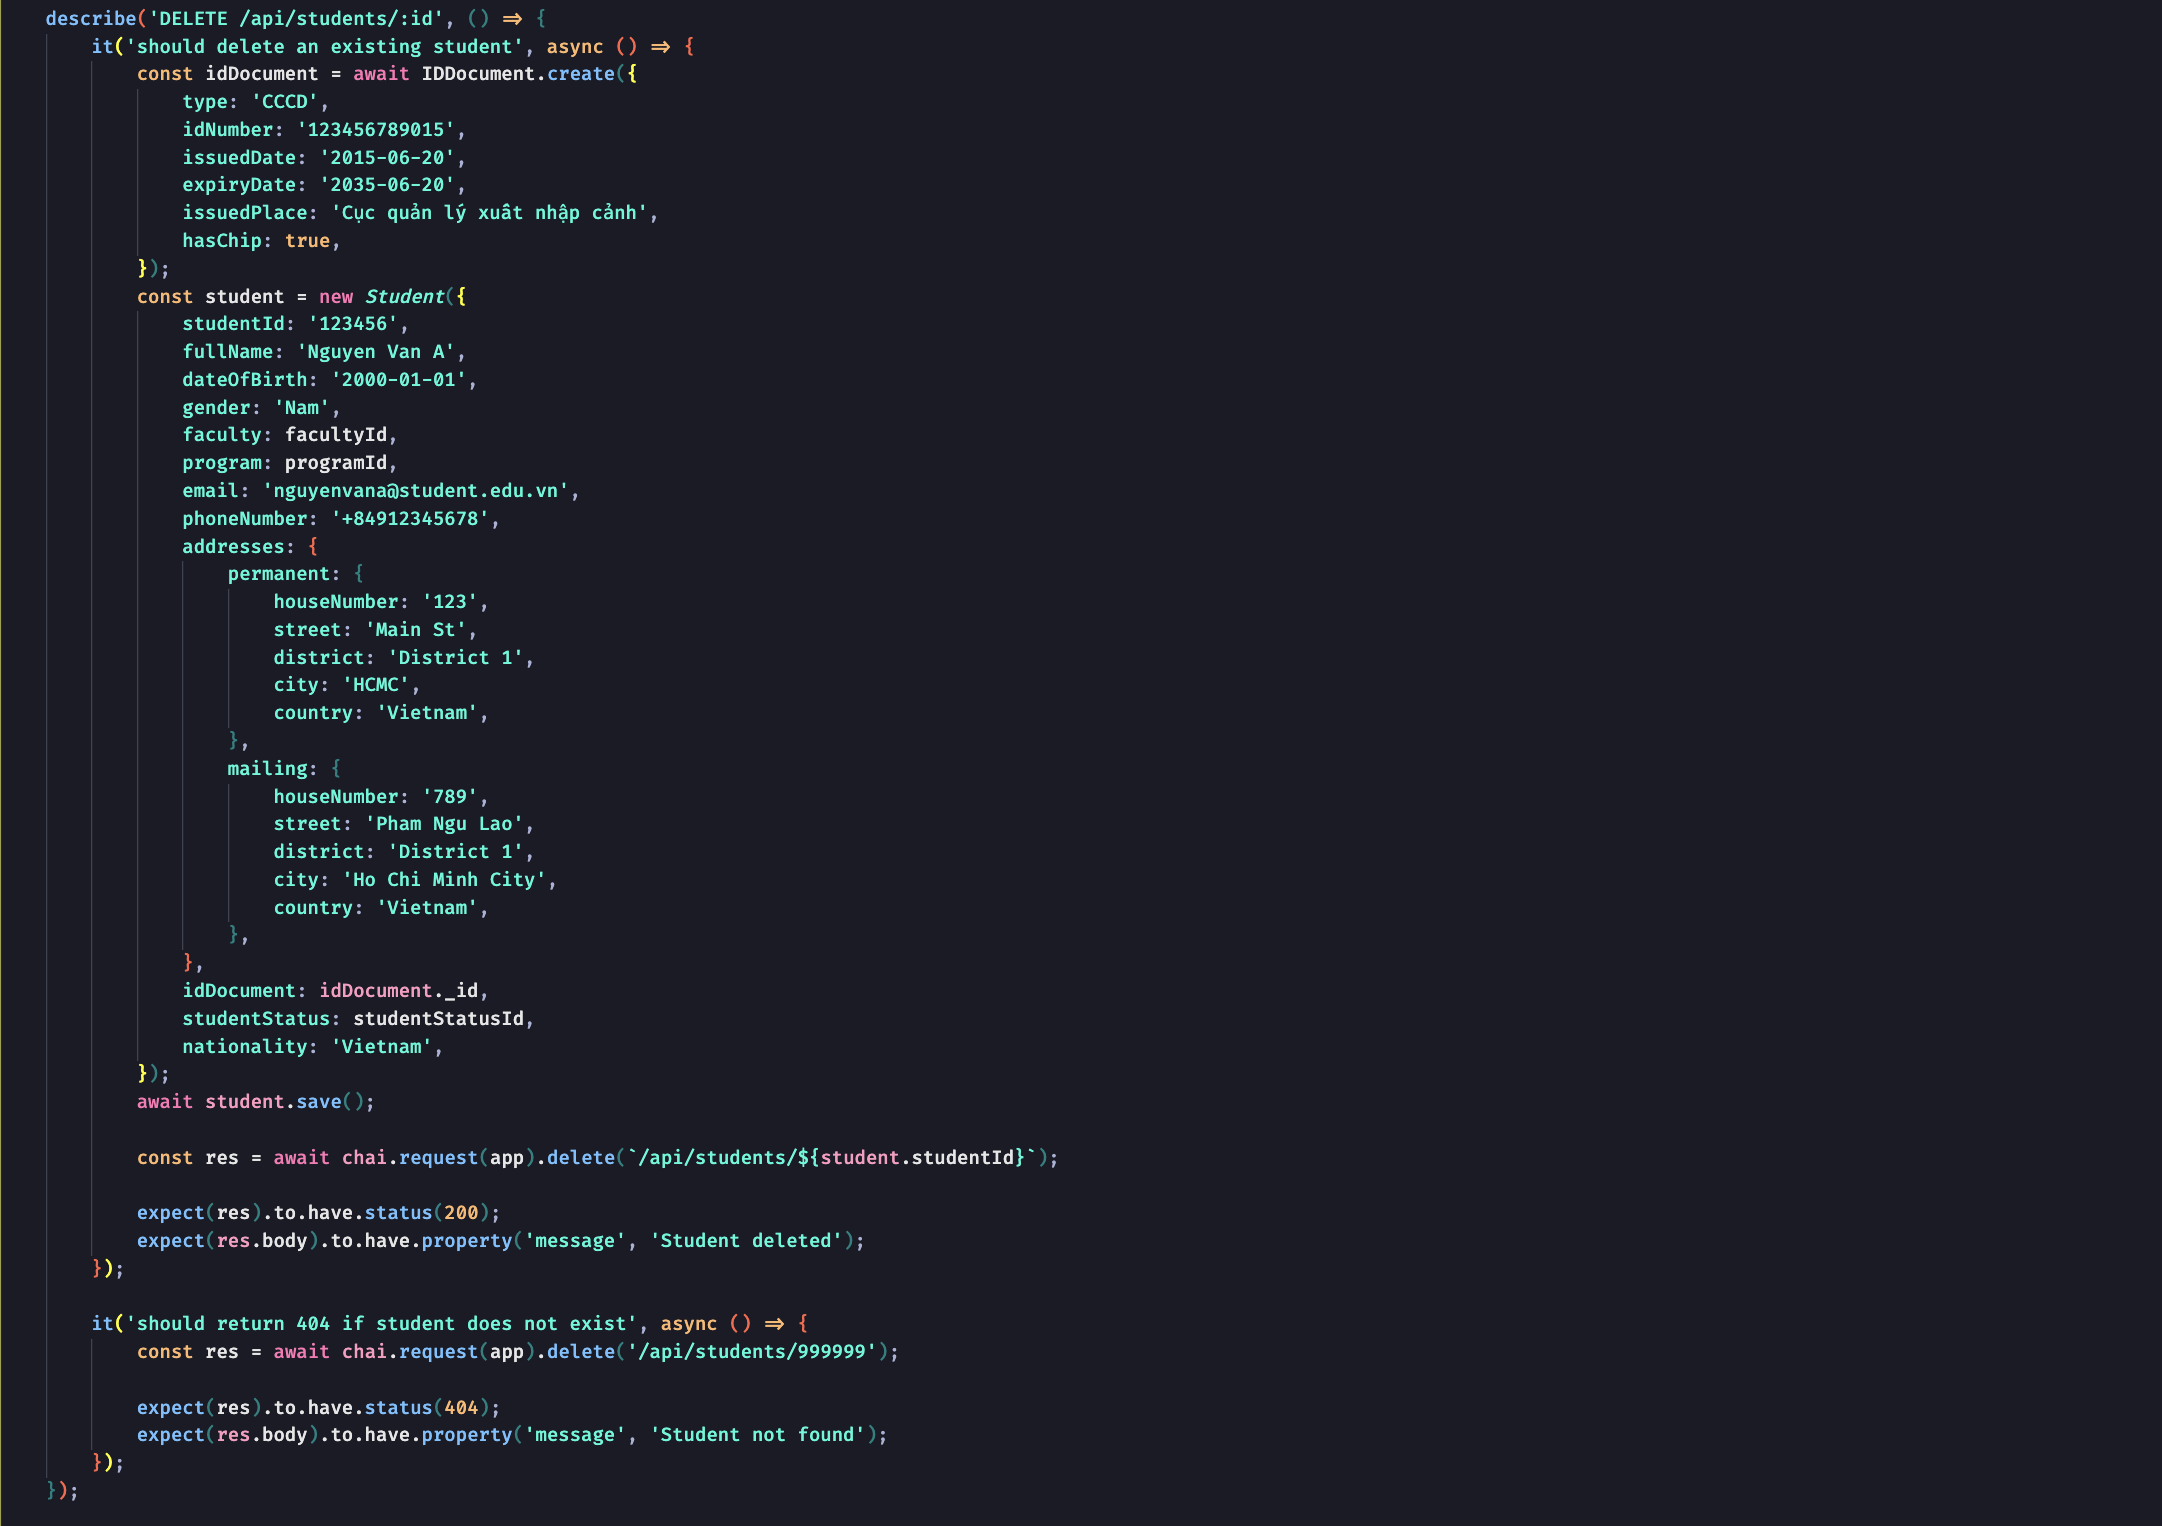 describe('DELETE /api/students/:id', () => {
    it('should delete an existing student', async () => {
        const idDocument = await IDDocument.create({
            type: 'CCCD',
            idNumber: '123456789015',
            issuedDate: '2015-06-20',
            expiryDate: '2035-06-20',
            issuedPlace: 'Cục quản lý xuất nhập cảnh',
            hasChip: true,
        });
        const student = new Student({
            studentId: '123456',
            fullName: 'Nguyen Van A',
            dateOfBirth: '2000-01-01',
            gender: 'Nam',
            faculty: facultyId,
            program: programId,
            email: 'nguyenvana@student.edu.vn',
            phoneNumber: '+84912345678',
            addresses: {
                permanent: {
                    houseNumber: '123',
                    street: 'Main St',
                    district: 'District 1',
                    city: 'HCMC',
                    country: 'Vietnam',
                },
                mailing: {
                    houseNumber: '789',
                    street: 'Pham Ngu Lao',
                    district: 'District 1',
                    city: 'Ho Chi Minh City',
                    country: 'Vietnam',
                },
            },
            idDocument: idDocument._id,
            studentStatus: studentStatusId,
            nationality: 'Vietnam',
        });
        await student.save();

        const res = await chai.request(app).delete(`/api/students/${student.studentId}`);

        expect(res).to.have.status(200);
        expect(res.body).to.have.property('message', 'Student deleted');
    });

    it('should return 404 if student does not exist', async () => {
        const res = await chai.request(app).delete('/api/students/999999');

        expect(res).to.have.status(404);
        expect(res.body).to.have.property('message', 'Student not found');
    });
});